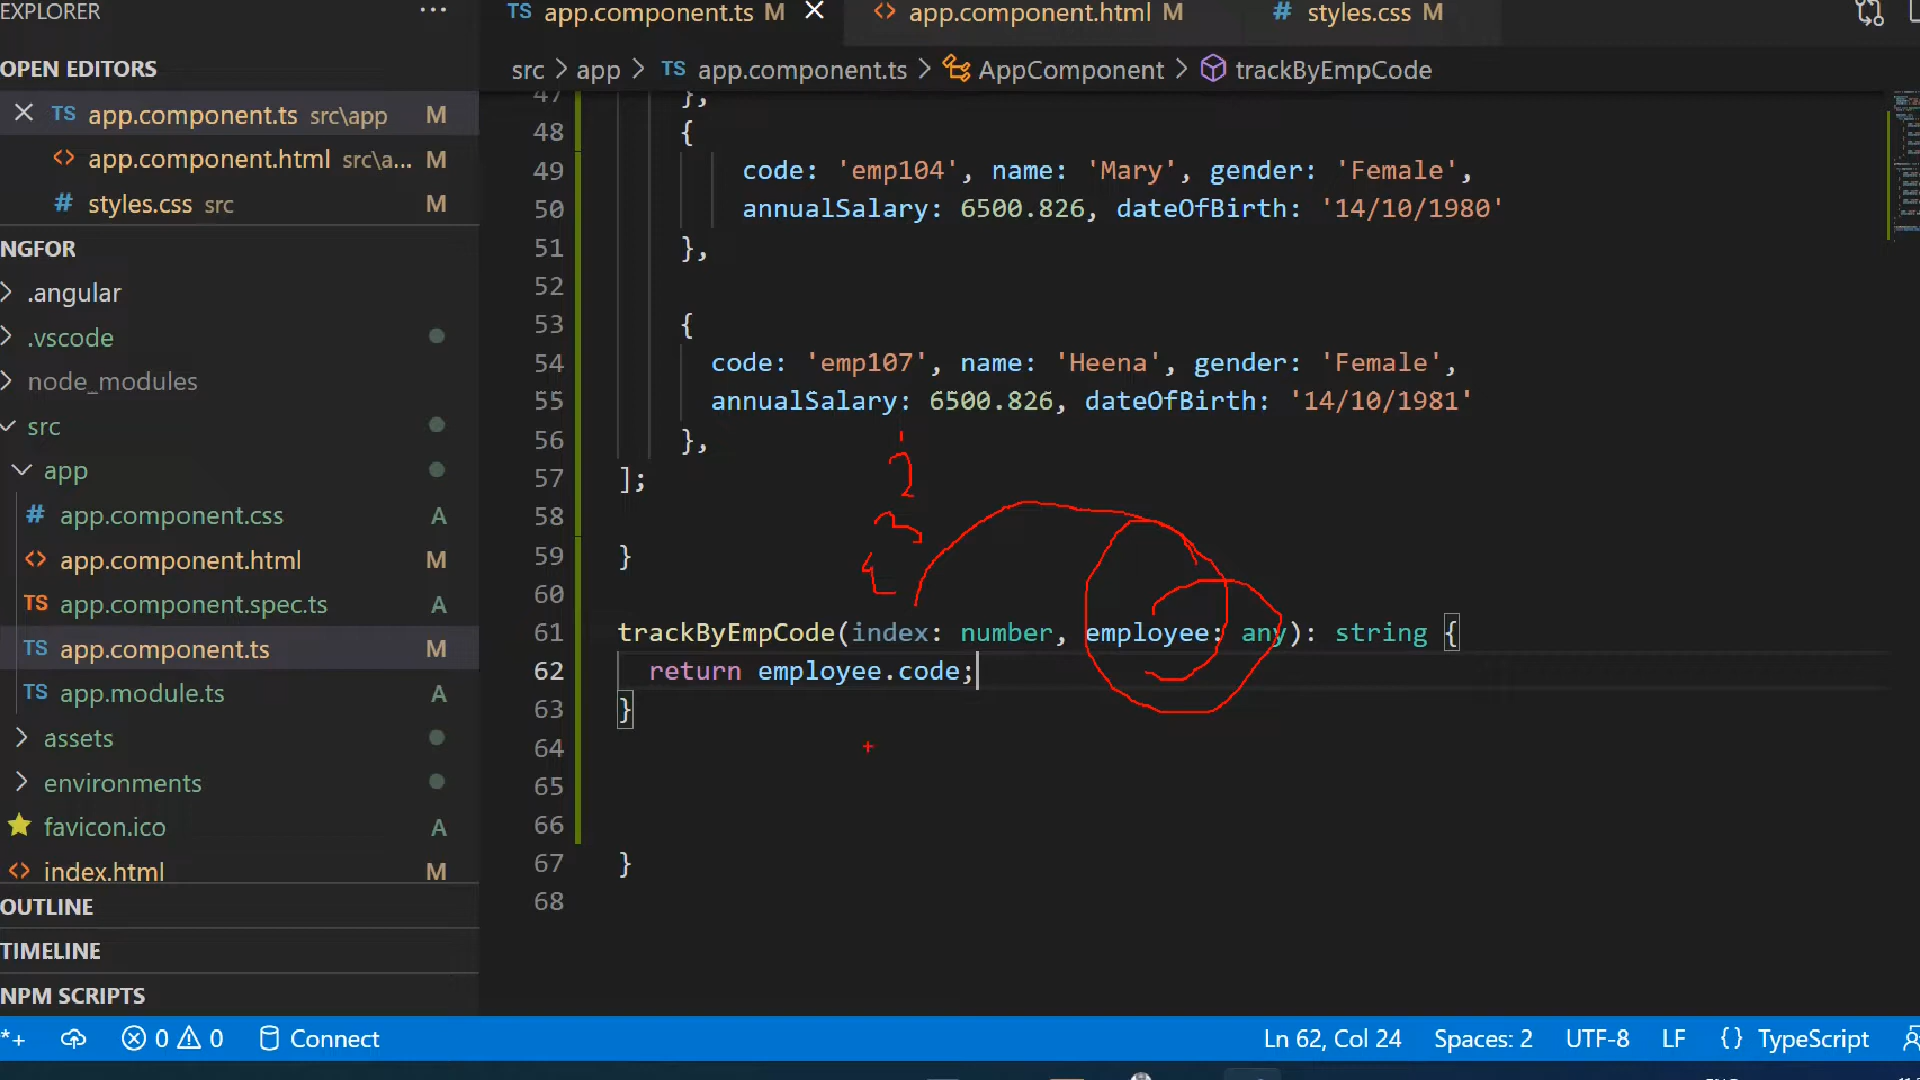 EXPLORER
...
OPEN EDITORS
TS app.component.ts src\app M
<> app.component.html src\a... M
# styles.css src M
NGFOR
.angular
.vscode
node_modules
src
app
# app.component.css A
<> app.component.html M
TS app.component.spec.ts A
TS app.component.ts M
TS app.module.ts A
assets
environments
favicon.ico A
<> index.html M
OUTLINE
TIMELINE
NPM SCRIPTS
TS app.component.ts M
<> app.component.html M
# styles.css M
src > app > TS app.component.ts > AppComponent > trackByEmpCode
47 },
48 {
49 code: 'emp104', name: 'Mary', gender: 'Female',
50 annualSalary: 6500.826, dateOfBirth: '14/10/1980'
51 },
52
53 {
54 code: 'emp107', name: 'Heena', gender: 'Female',
55 annualSalary: 6500.826, dateOfBirth: '14/10/1981'
56 },
57 ];
58
59 }
60
61 trackByEmpCode(index: number, employee: any): string {
62 return employee.code;
63 }
64
65
66
67 }
68
0 0 Connect
Ln 62, Col 24 Spaces: 2 UTF-8 LF {} TypeScript